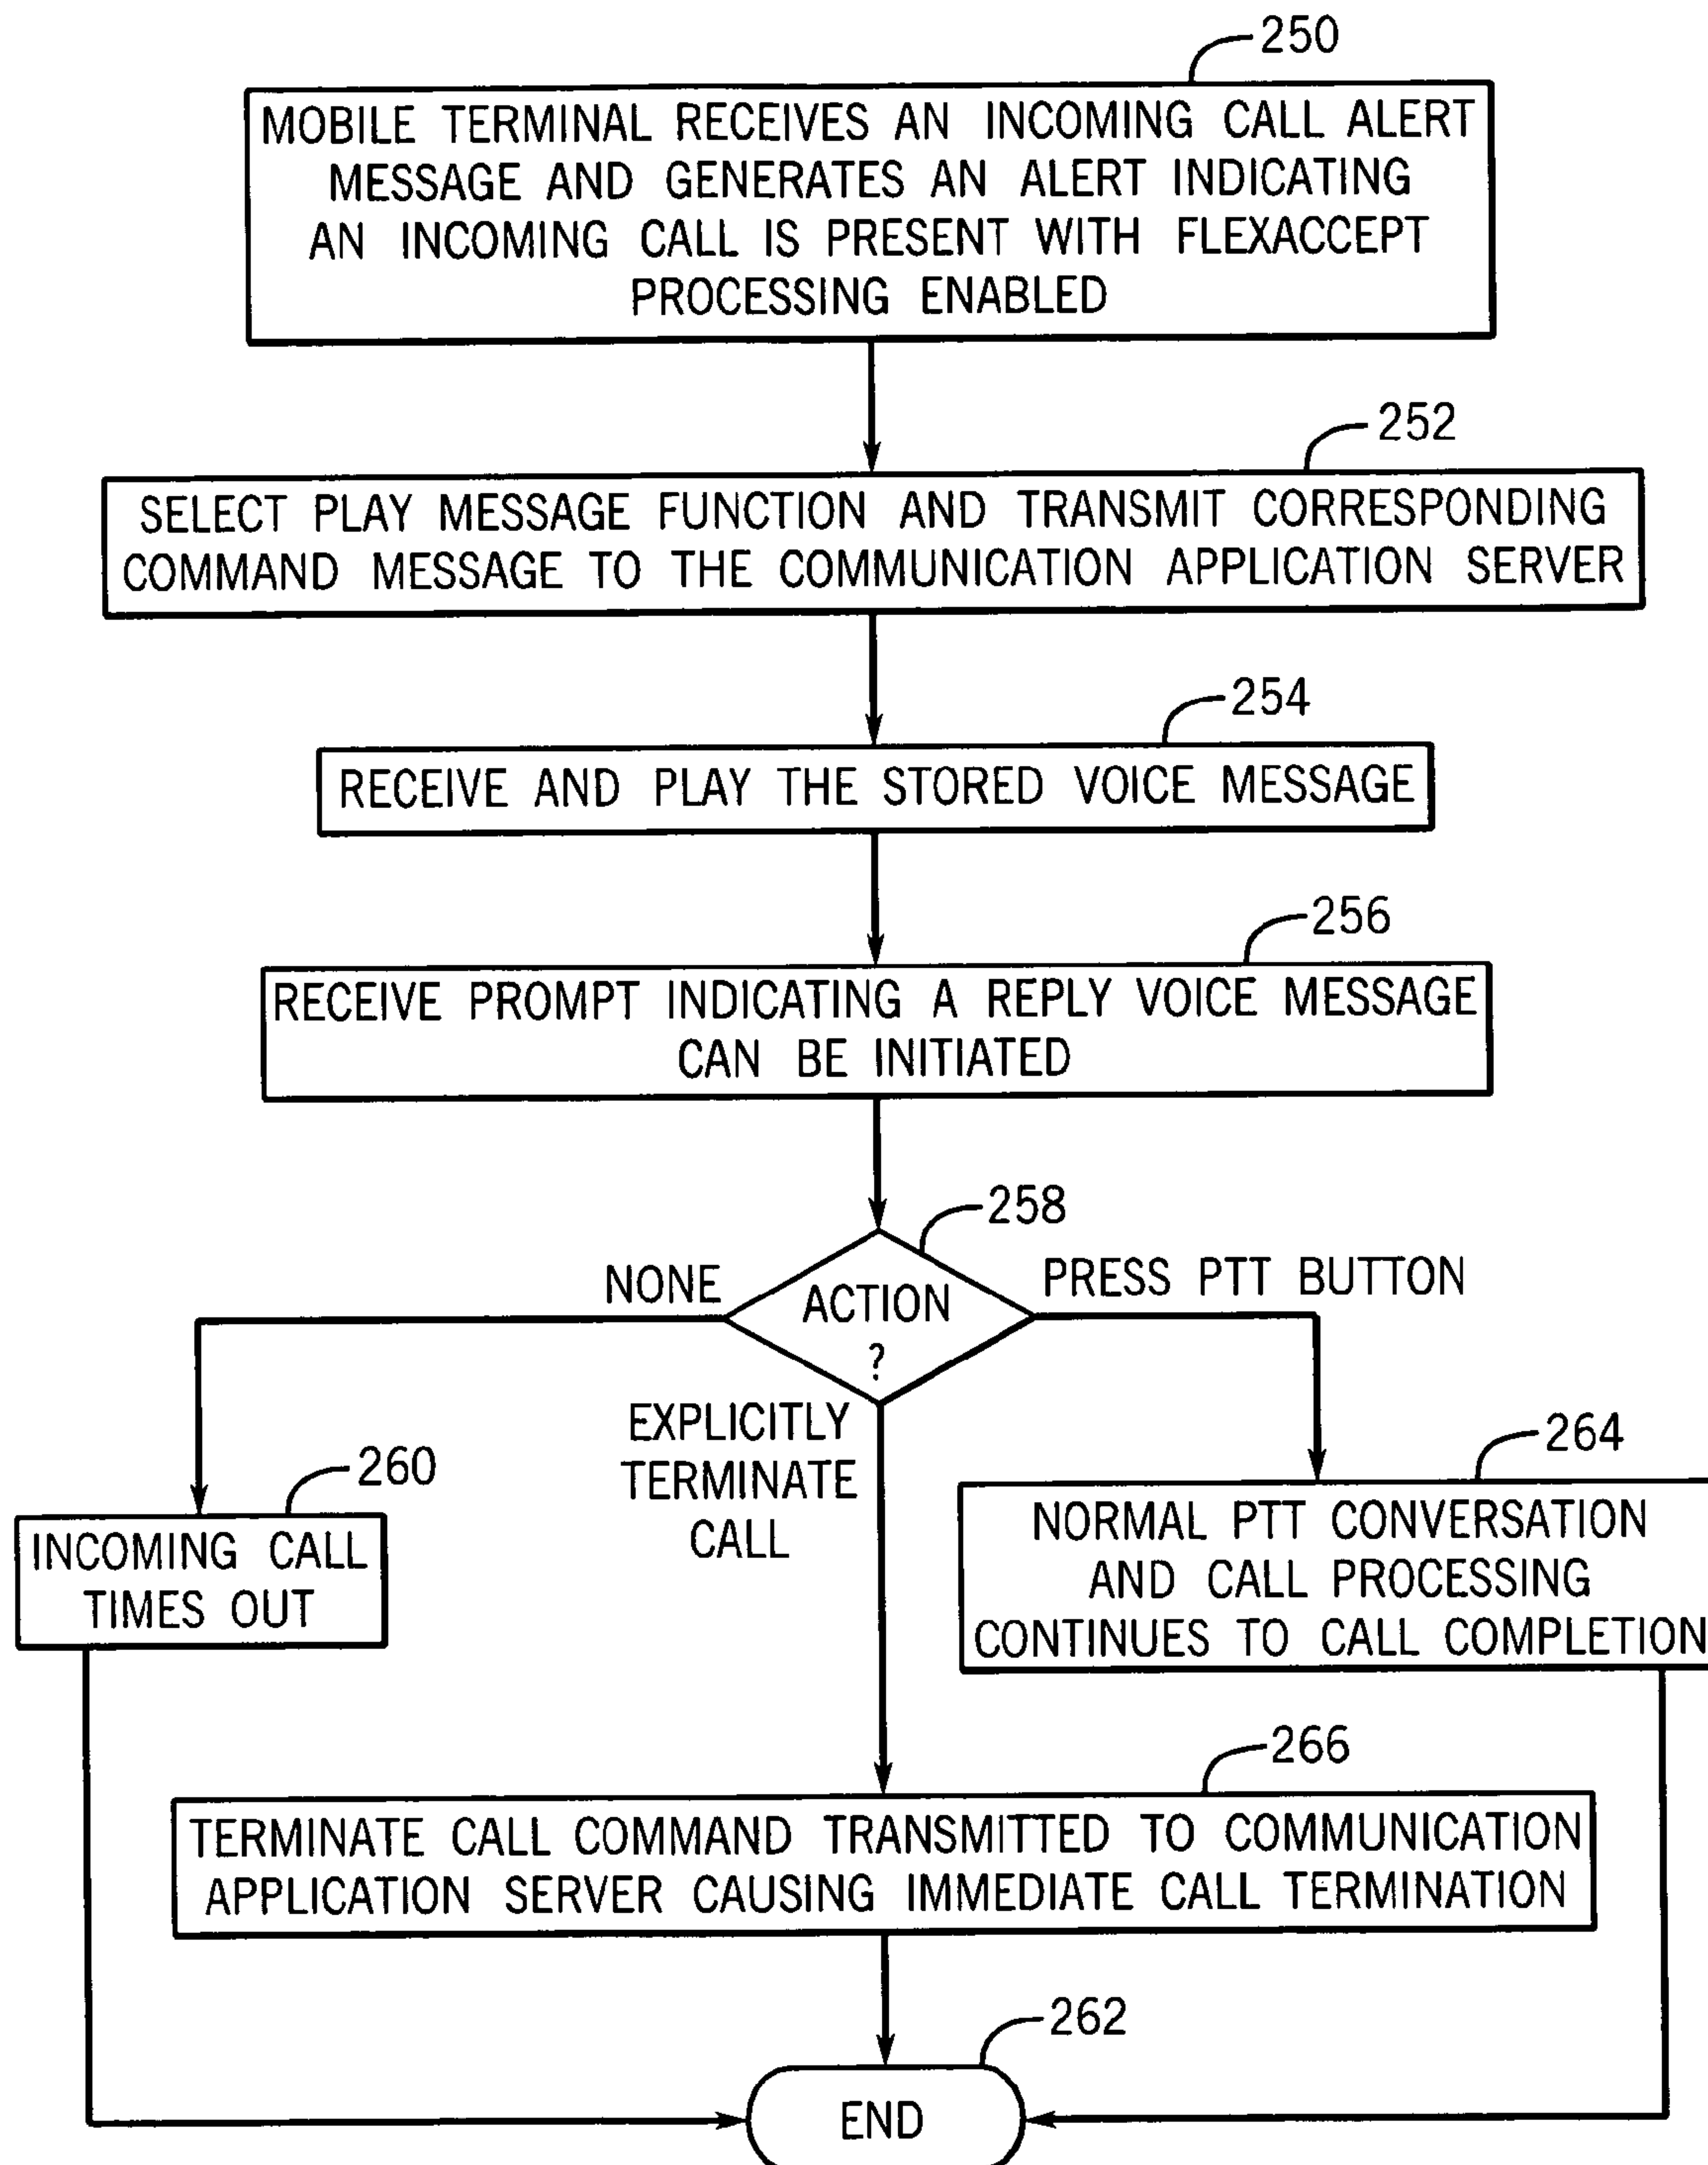 250
MOBILE TERMINAL RECEIVES AN INCOMING CALL ALERT
MESSAGE AND GENERATES AN ALERT INDICATING
AN INCOMING CALL IS PRESENT WITH FLEXACCEPT
PROCESSING ENABLED
252
SELECT PLAY MESSAGE FUNCTION AND TRANSMIT CORRESPONDING
COMMAND MESSAGE TO THE COMMUNICATION APPLICATION SERVER
254
RECEIVE AND PLAY THE STORED VOICE MESSAGE
256
RECEIVE PROMPT INDICATING A REPLY VOICE MESSAGE
CAN BE INITIATED
258
ACTION
?
NONE
PRESS PTT BUTTON
EXPLICITLY
TERMINATE
CALL
260
INCOMING CALL
TIMES OUT
264
NORMAL PTT CONVERSATION
AND CALL PROCESSING
CONTINUES TO CALL COMPLETION
266
TERMINATE CALL COMMAND TRANSMITTED TO COMMUNICATION
APPLICATION SERVER CAUSING IMMEDIATE CALL TERMINATION
262
END